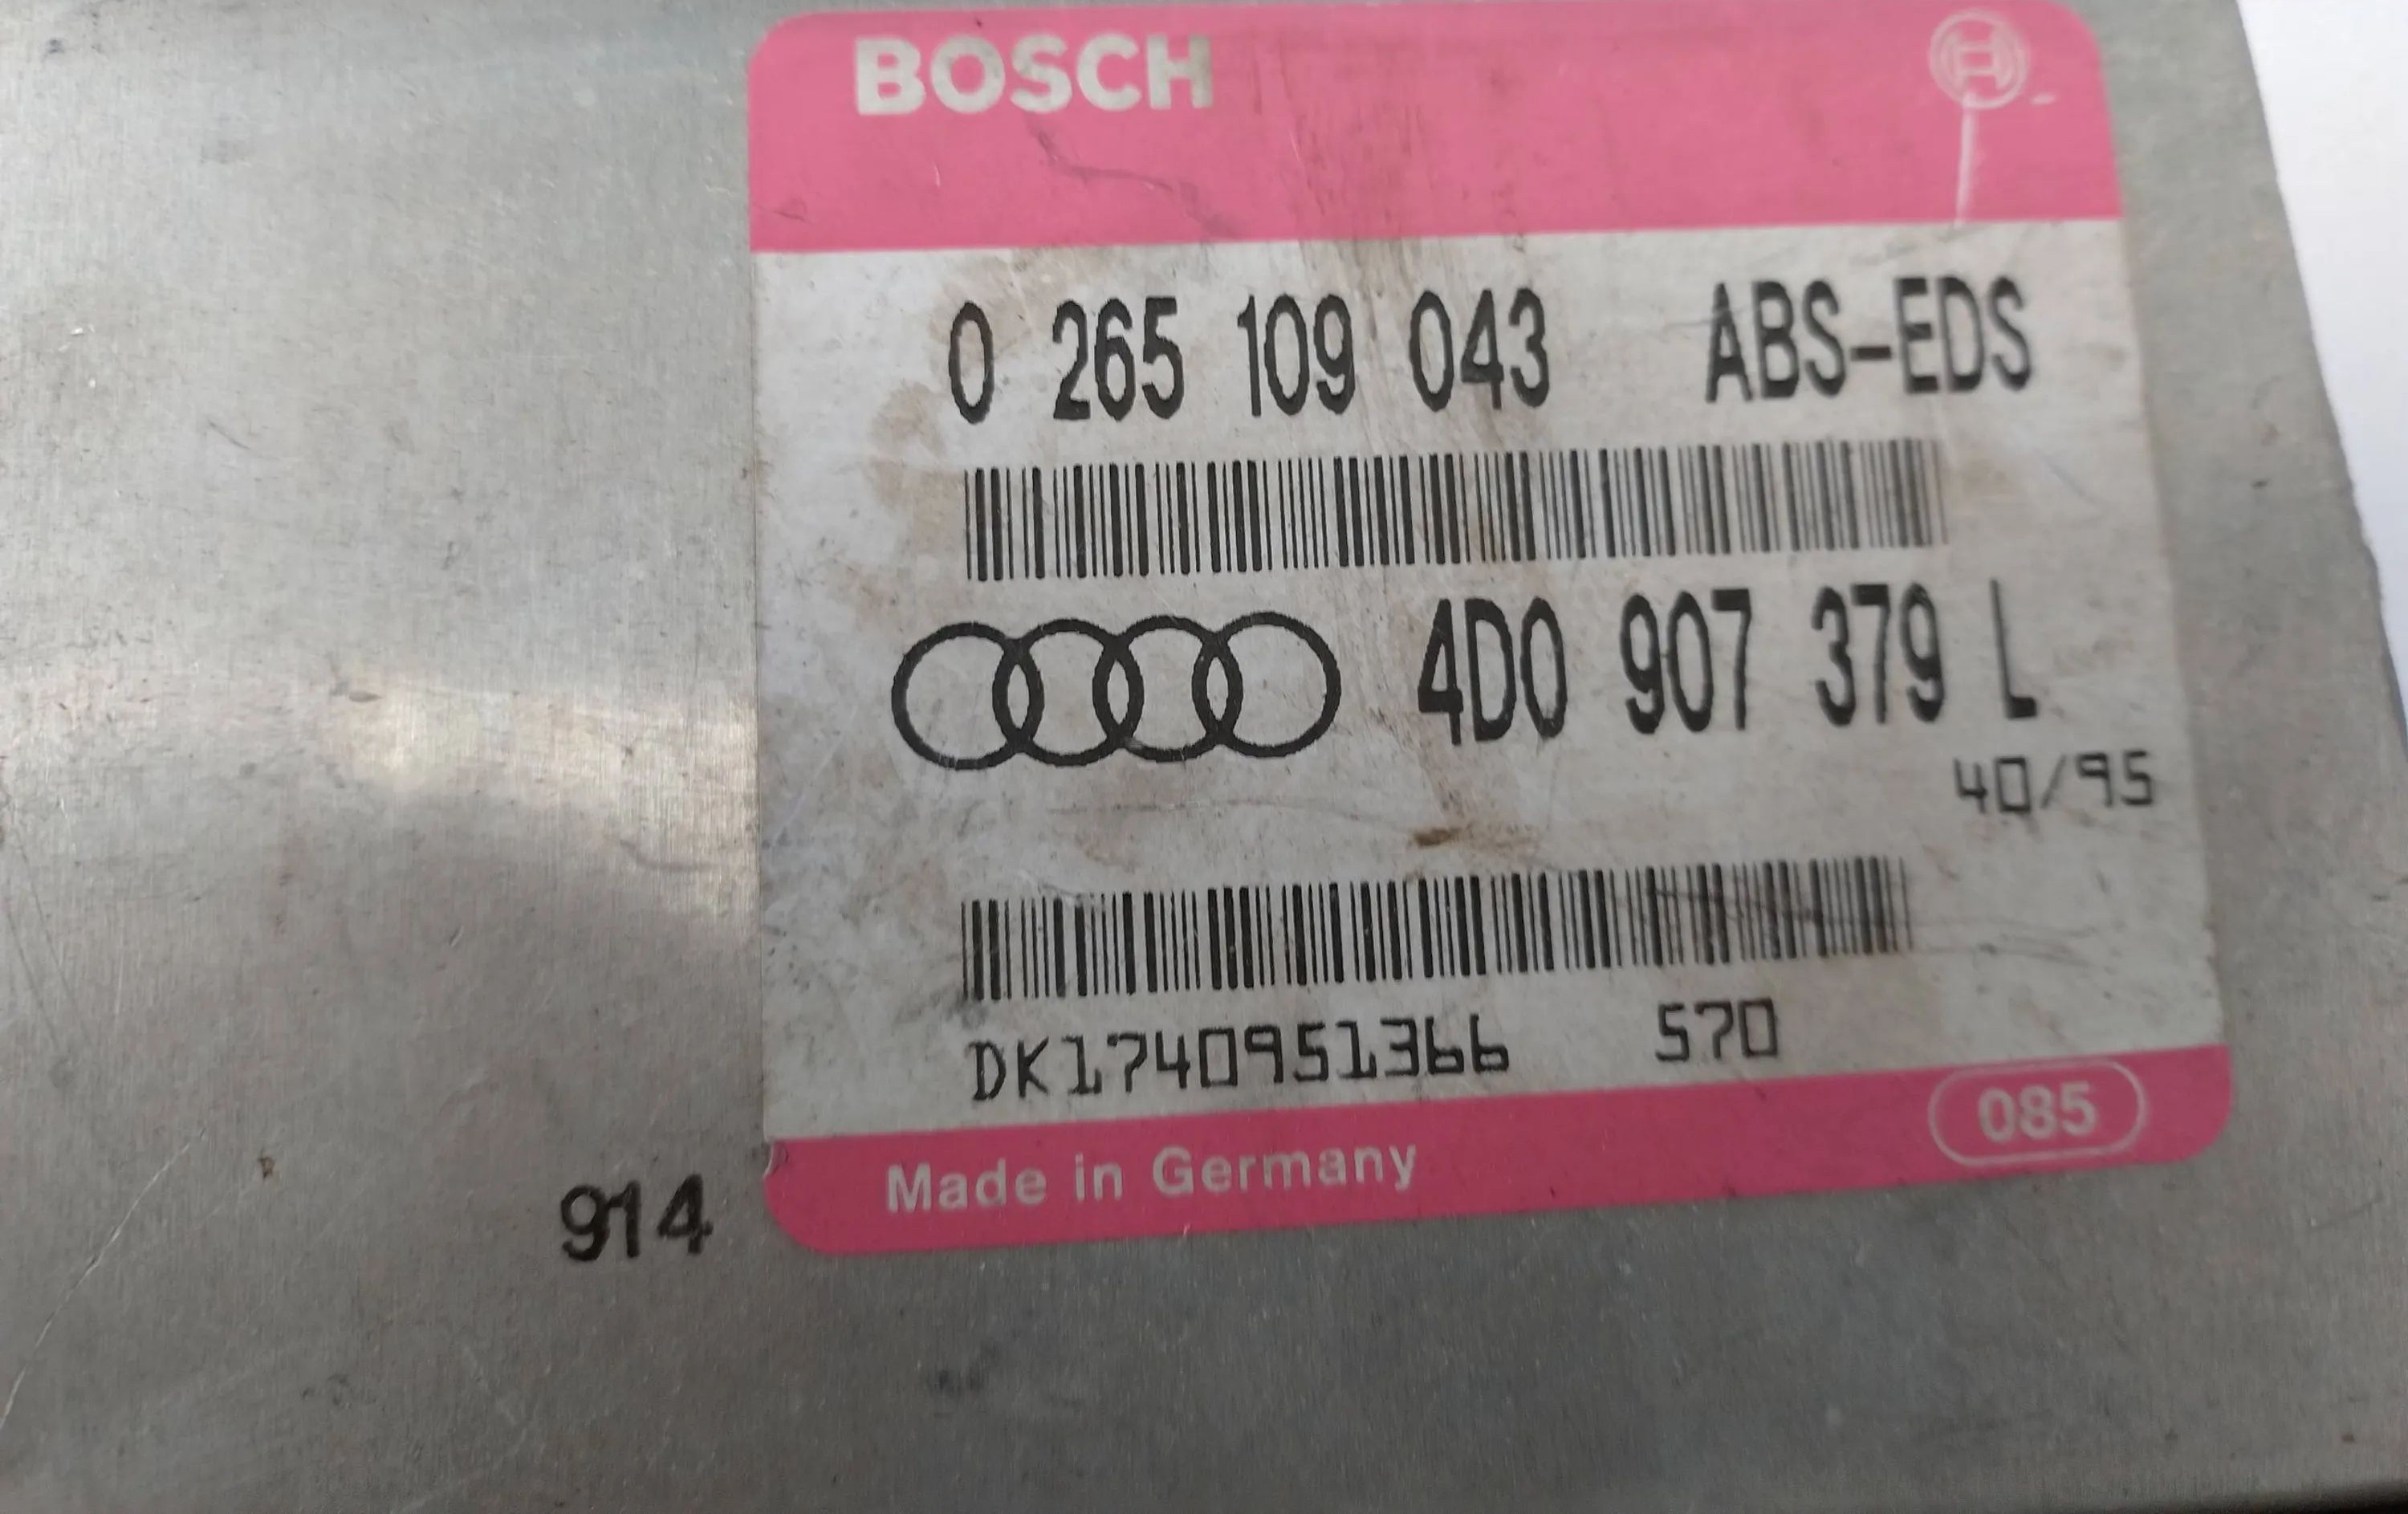 BOSCH
0 265 109 043 ABS-EDS
4D0 907 379 L
40/95
DK1740951366 570
Made in Germany 085
914